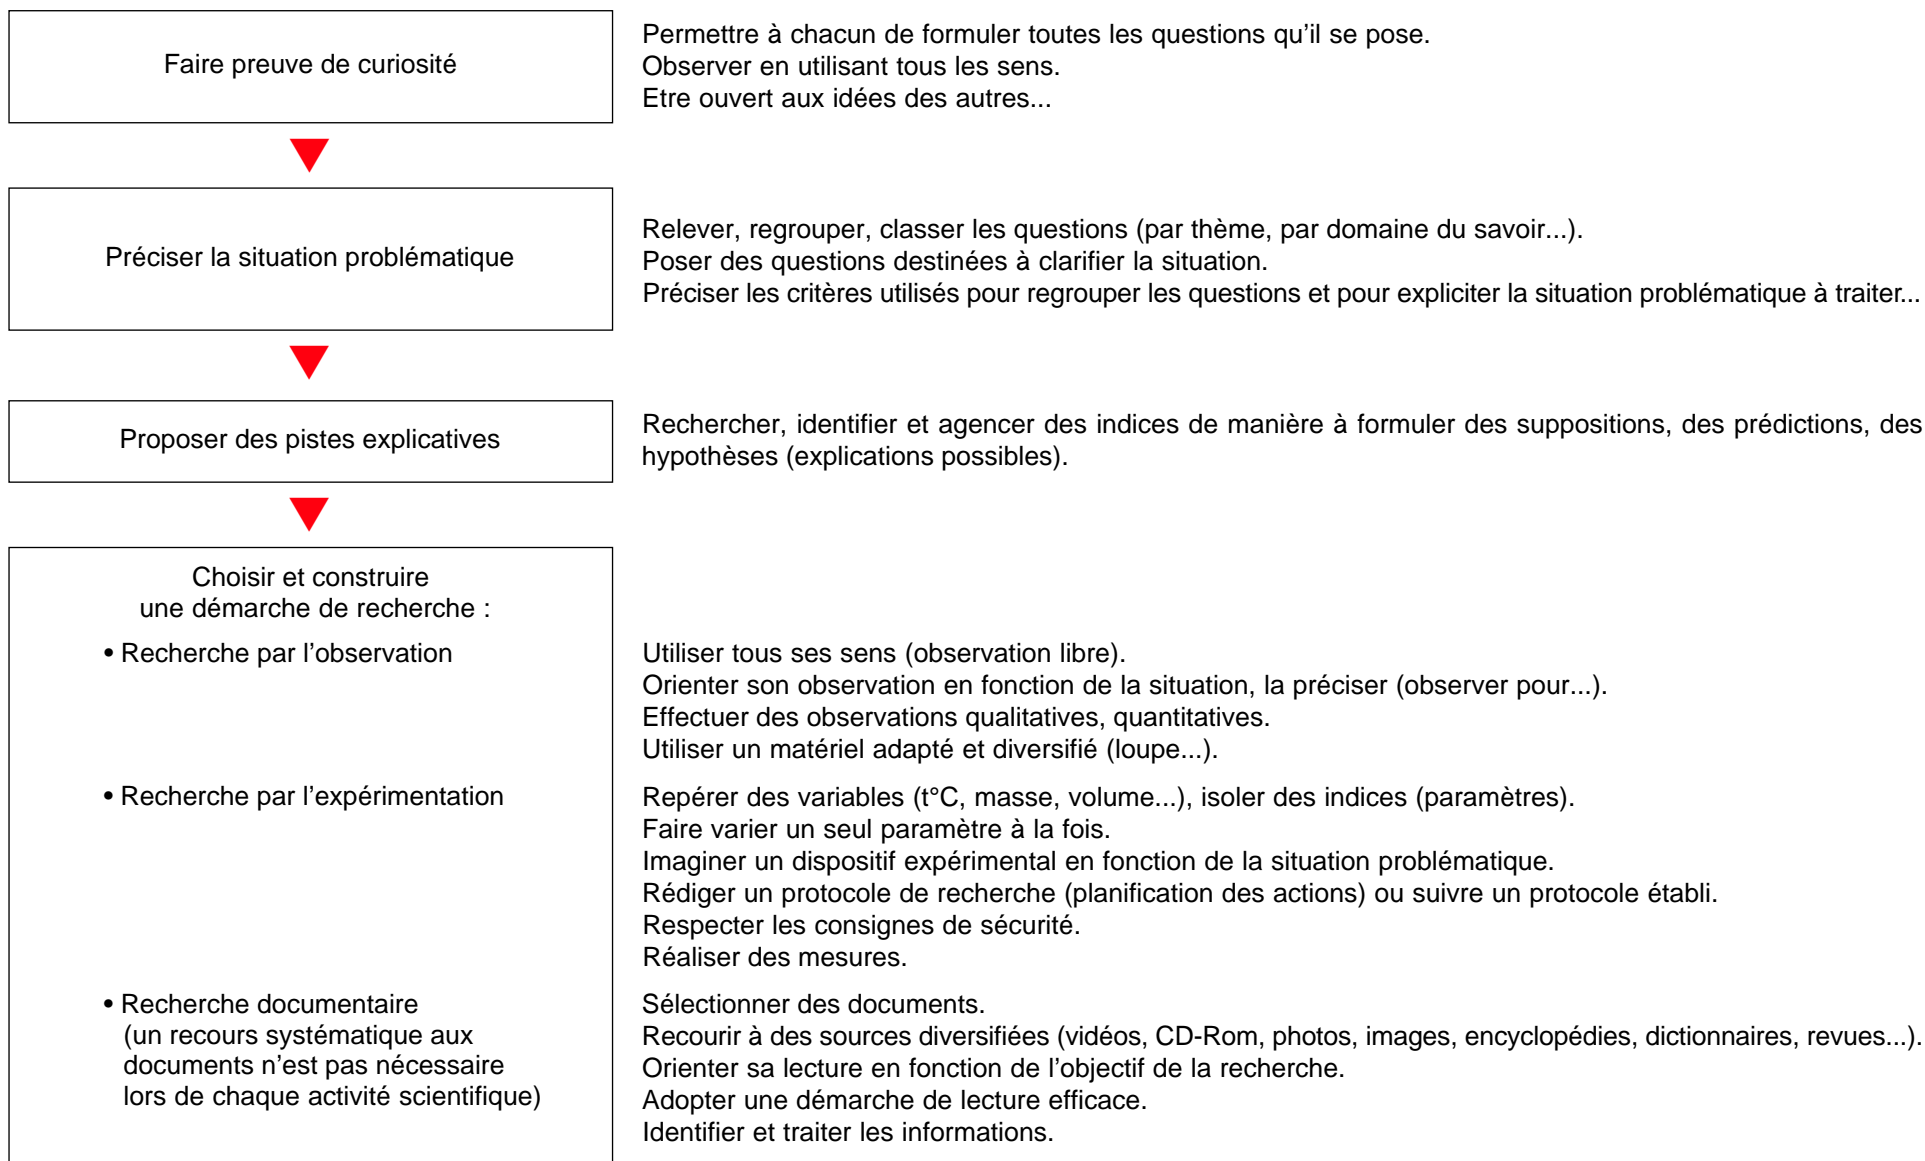 Faire preuve de curiosité
Permettre à chacun de formuler toutes les questions qu'il se pose.
Observer en utilisant tous les sens.
Etre ouvert aux idées des autres...
Préciser la situation problématique
Relever, regrouper, classer les questions (par thème, par domaine du savoir...).
Poser des questions destinées à clarifier la situation.
Préciser les critères utilisés pour regrouper les questions et pour expliciter la situation problématique à traiter...
Proposer des pistes explicatives
Rechercher, identifier et agencer des indices de manière à formuler des suppositions, des prédictions, des
hypothèses (explications possibles).
Choisir et construire
une démarche de recherche :
• Recherche par l'observation
Utiliser tous ses sens (observation libre).
Orienter son observation en fonction de la situation, la préciser (observer pour...).
Effectuer des observations qualitatives, quantitatives.
Utiliser un matériel adapté et diversifié (loupe...).
• Recherche par l'expérimentation
Repérer des variables (t°C, masse, volume...), isoler des indices (paramètres).
Faire varier un seul paramètre à la fois.
Imaginer un dispositif expérimental en fonction de la situation problématique.
Rédiger un protocole de recherche (planification des actions) ou suivre un protocole établi.
Respecter les consignes de sécurité.
Réaliser des mesures.
• Recherche documentaire
(un recours systématique aux
documents n'est pas nécessaire
lors de chaque activité scientifique)
Sélectionner des documents.
Recourir à des sources diversifiées (vidéos, CD-Rom, photos, images, encyclopédies, dictionnaires, revues...).
Orienter sa lecture en fonction de l'objectif de la recherche.
Adopter une démarche de lecture efficace.
Identifier et traiter les informations.